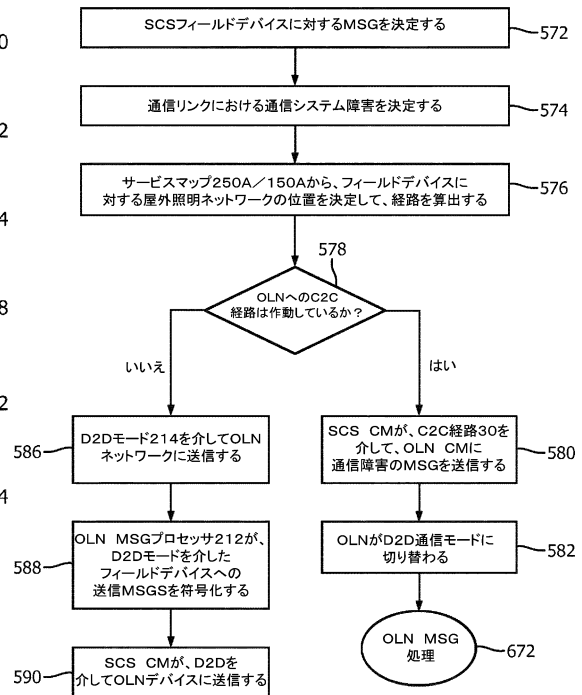 SCSフィールドデバイスに対するMSGを決定する
572
0
通信リンクにおける通信システム障害を決定する
574
2
サービスマップ250A/150Aから、フィールドデバイスに
対する屋外照明ネットワークの位置を決定して、経路を算出する
576
4
578
OLNへのC2C
経路は作動しているか?
8
いいえ
はい
2
586
D2Dモード214を介してOLN
ネットワークに送信する
SCS CMが、C2C経路30を
介して、OLN CMに
通信障害のMSGを送信する
580
4
588
OLN MSGプロセッサ212が、
D2Dモードを介した
フィールドデバイスへの
送信MSGSを符号化する
OLNがD2D通信モードに
切り替わる
582
590
SCS CMが、D2Dを
介してOLNデバイスに送信する
OLN MSG
処理
672